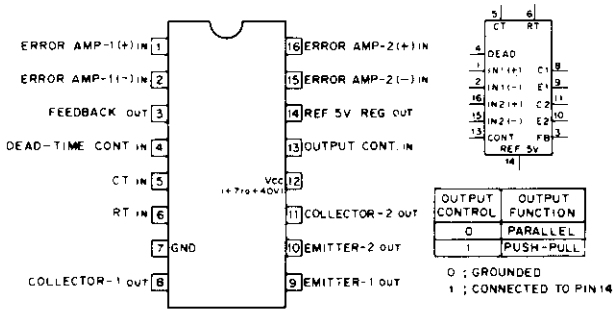 ERROR AMP-1(+) IN 1
16 ERROR AMP-2(+) IN
ERROR AMP-1(-) IN 2
15 ERROR AMP-2(-) IN
FEEDBACK OUT 3
14 REF 5V REG OUT
DEAD-TIME CONT IN 4
13 OUTPUT CONT. IN
CT IN 5
Vcc 12
(+7TO+40V)
RT IN 6
11 COLLECTOR-2 OUT
7 GND
10 EMITTER-2 OUT
COLLECTOR-1 OUT 8
9 EMITTER-1 OUT
5 6
CT RT
4 DEAD
1 IN1(+) C1 8
2 IN1(-) E1 9
16 IN2(+) C2 11
15 IN2(-) E2 10
13 CONT FB 3
REF 5V
14
OUTPUT CONTROL OUTPUT FUNCTION
0 PARALLEL
1 PUSH-PULL
0 ; GROUNDED
1 ; CONNECTED TO PIN 14